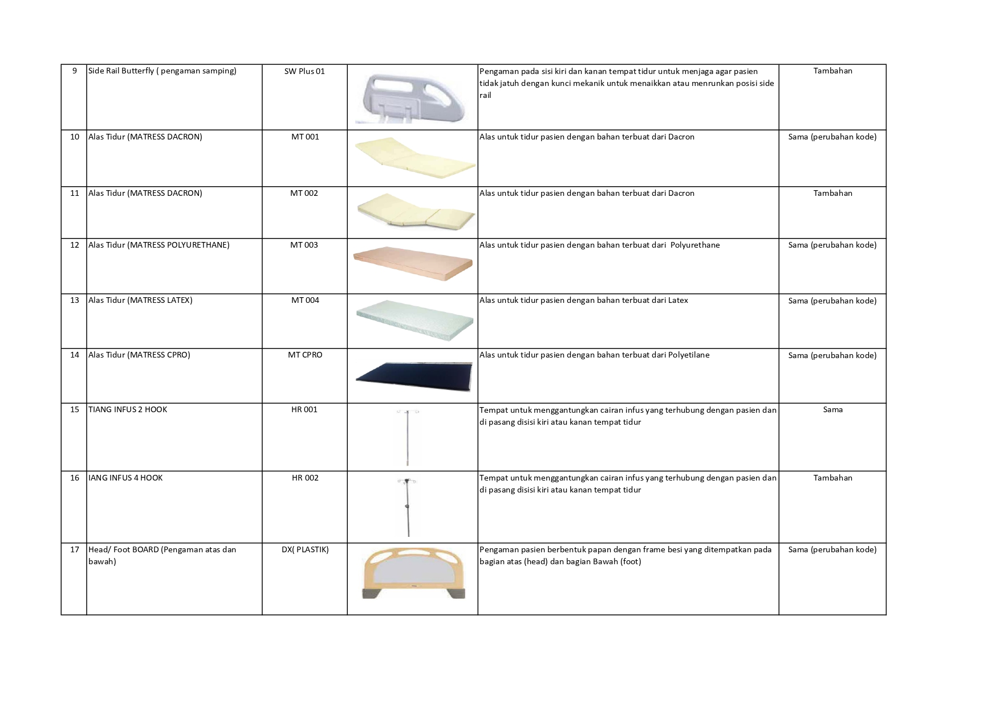 9 Side Rail Butterfly ( pengaman samping) SW Plus 01 Pengaman pada sisi kiri dan kanan tempat tidur untuk menjaga agar pasien Tambahan
tidak jatuh dengan kunci mekanik untuk menaikkan atau menrunkan posisi side
rail
10 Alas Tidur (MATRESS DACRON) MT 001 Alas untuk tidur pasien dengan bahan terbuat dari Dacron Sama (perubahan kode)
11 Alas Tidur (MATRESS DACRON) MT 002 Alas untuk tidur pasien dengan bahan terbuat dari Dacron Tambahan
12 Alas Tidur (MATRESS POLYURETHANE) MT 003 Alas untuk tidur pasien dengan bahan terbuat dari  Polyurethane Sama (perubahan kode)
13 Alas Tidur (MATRESS LATEX) MT 004 Alas untuk tidur pasien dengan bahan terbuat dari Latex Sama (perubahan kode)
14 Alas Tidur (MATRESS CPRO) MT CPRO Alas untuk tidur pasien dengan bahan terbuat dari Polyetilane Sama (perubahan kode)
15 TIANG INFUS 2 HOOK HR 001 Tempat untuk menggantungkan cairan infus yang terhubung dengan pasien dan Sama
di pasang disisi kiri atau kanan tempat tidur
16 IANG INFUS 4 HOOK HR 002 Tempat untuk menggantungkan cairan infus yang terhubung dengan pasien dan Tambahan
di pasang disisi kiri atau kanan tempat tidur
17 Head/ Foot BOARD (Pengaman atas dan DX( PLASTIK) Pengaman pasien berbentuk papan dengan frame besi yang ditempatkan pada Sama (perubahan kode)
bawah) bagian atas (head) dan bagian Bawah (foot)